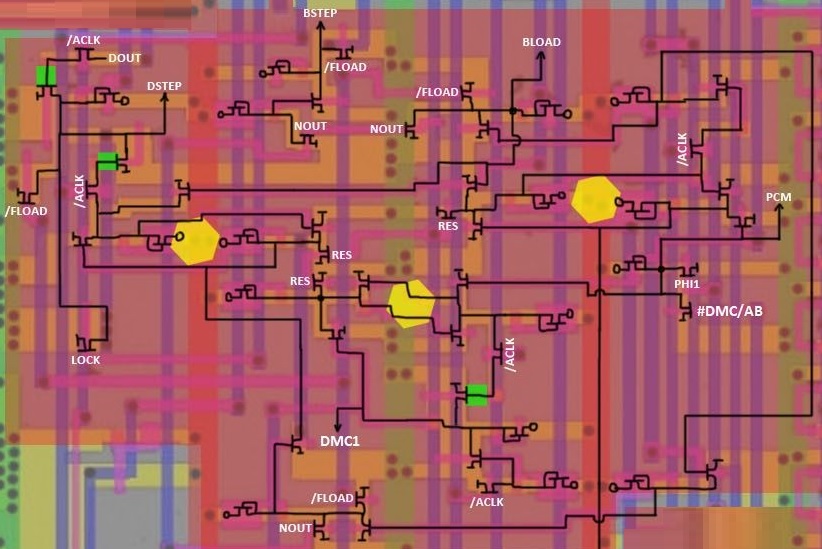 BSTEP
/ACLK
BLOAD
DOUT
/FLOAD
DSTEP
/FLOAD
NOUT
NOUT
/ACLK
/ACLK
PCM
/FLOAD
RES
RES
RES
PHI1
#DMC/AB
/ACLK
LOCK
DMC1
/FLOAD
/ACLK
NOUT